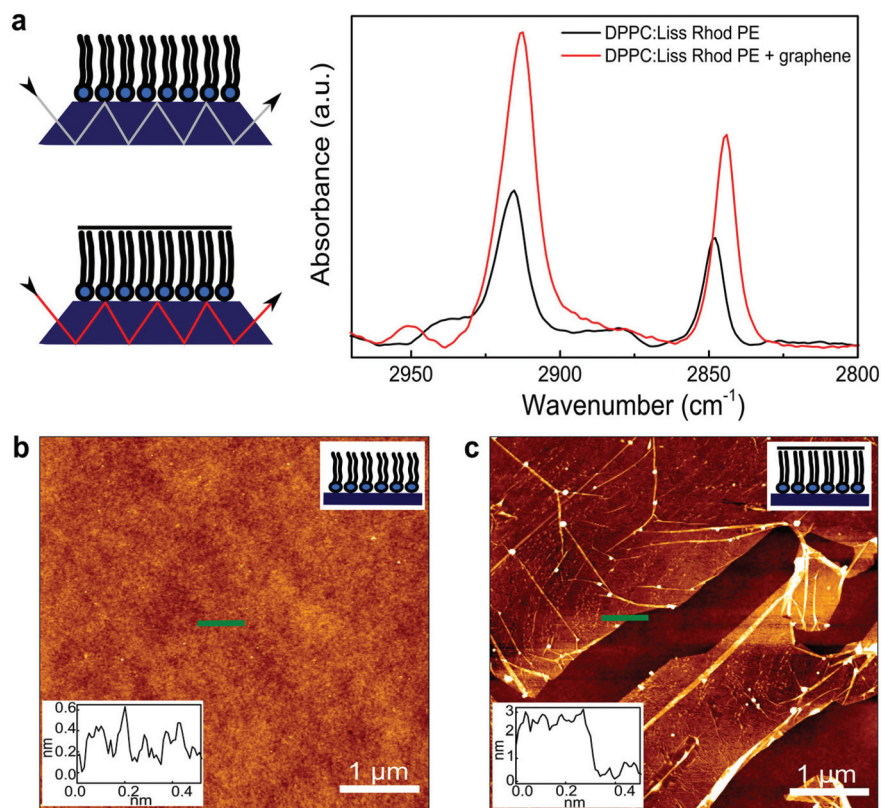 a
DPPC:Liss Rhod PE
DPPC:Liss Rhod PE + graphene
Absorbance (a.u.)
2950
2900
2850
2800
Wavenumber (cm⁻¹)
b
0.6
0.4
0.2
0.0
nm
0.0
0.2
0.4
nm
1 µm
c
3
2
1
0
nm
0.0
0.2
0.4
nm
1 µm